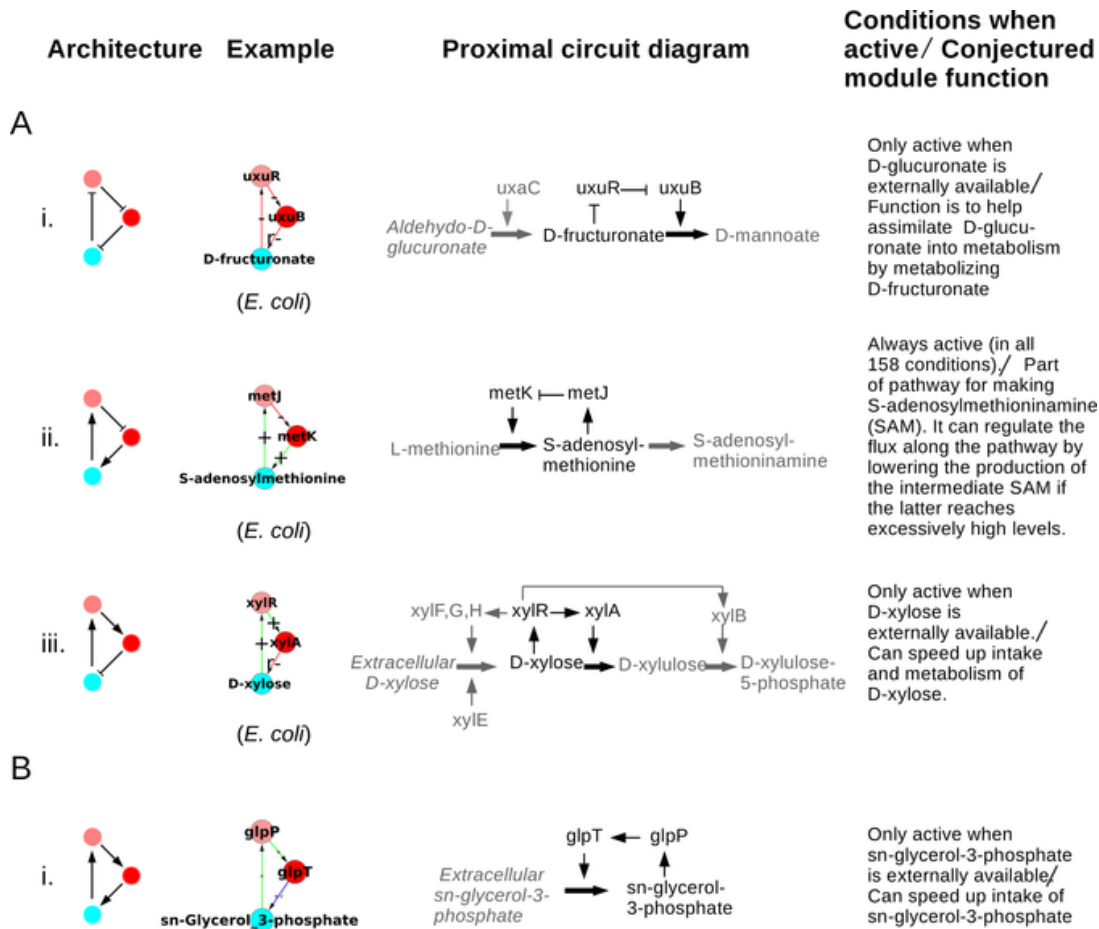 Architecture Example Proximal circuit diagram Conditions when
active/ Conjectured
module function
A
i.
uxuR
uxuB
D-fructuronate
(E. coli)
uxaC uxuR uxuB
Aldehydo-D-
glucuronate
D-fructuronate D-mannoate
Only active when
D-glucuronate is
externally available/
Function is to help
assimilate D-glucu-
ronate into metabolism
by metabolizing
D-fructuronate
ii.
metJ
metK
S-adenosylmethionine
(E. coli)
metK metJ
L-methionine S-adenosyl-
methionine
S-adenosyl-
methioninamine
Always active (in all
158 conditions)./ Part
of pathway for making
S-adenosylmethioninamine
(SAM). It can regulate the
flux along the pathway by
lowering the production of
the intermediate SAM if
the latter reaches
excessively high levels.
iii.
xylR
xylA
D-xylose
(E. coli)
xylF,G,H xylR xylA xylB
Extracellular
D-xylose
D-xylose D-xylulose D-xylulose-
5-phosphate
xylE
Only active when
D-xylose is
externally available./
Can speed up intake
and metabolism of
D-xylose.
B
i.
glpP
glpT
sn-Glycerol_3-phosphate
glpT glpP
Extracellular
sn-glycerol-3-
phosphate
sn-glycerol-
3-phosphate
Only active when
sn-glycerol-3-phosphate
is externally available/
Can speed up intake of
sn-glycerol-3-phosphate